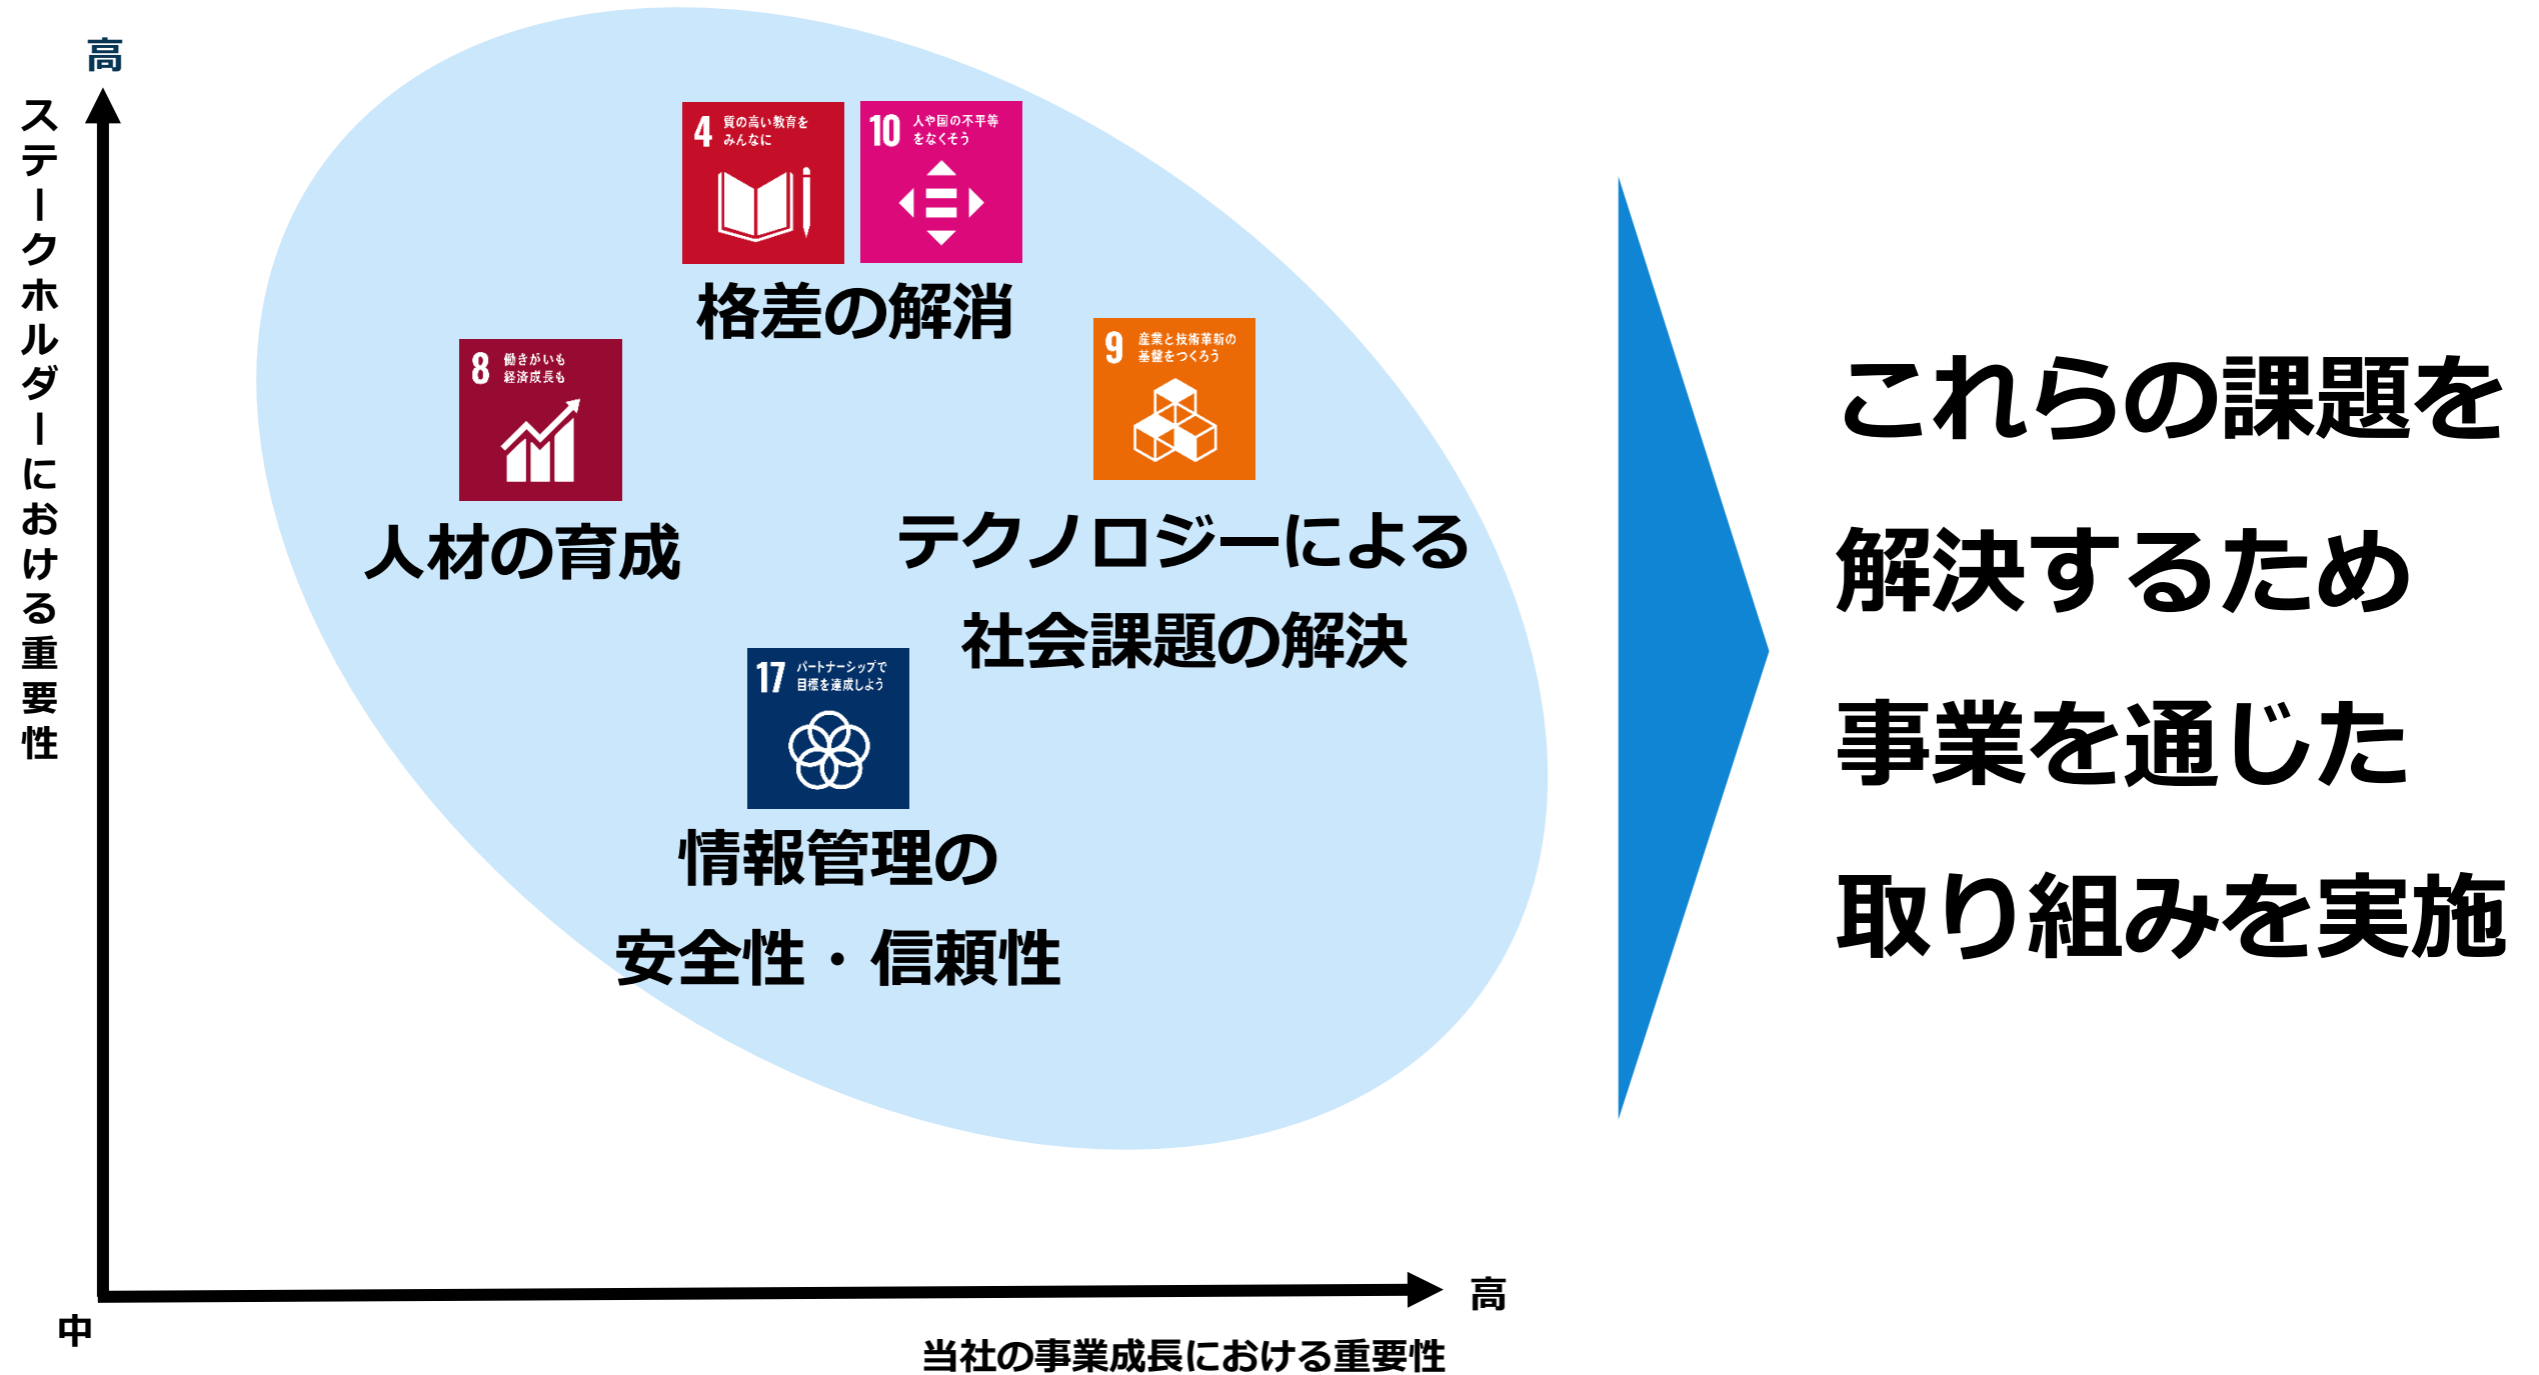 高
ステークホルダーにおける重要性
4 質の高い教育を
みんなに
10 人や国の不平等
をなくそう
格差の解消
8 働きがいも
経済成長も
人材の育成
9 産業と技術革新の
基盤をつくろう
テクノロジーによる
社会課題の解決
17 パートナーシップで
目標を達成しよう
情報管理の
安全性・信頼性
これらの課題を
解決するため
事業を通じた
取り組みを実施
中
高
当社の事業成長における重要性